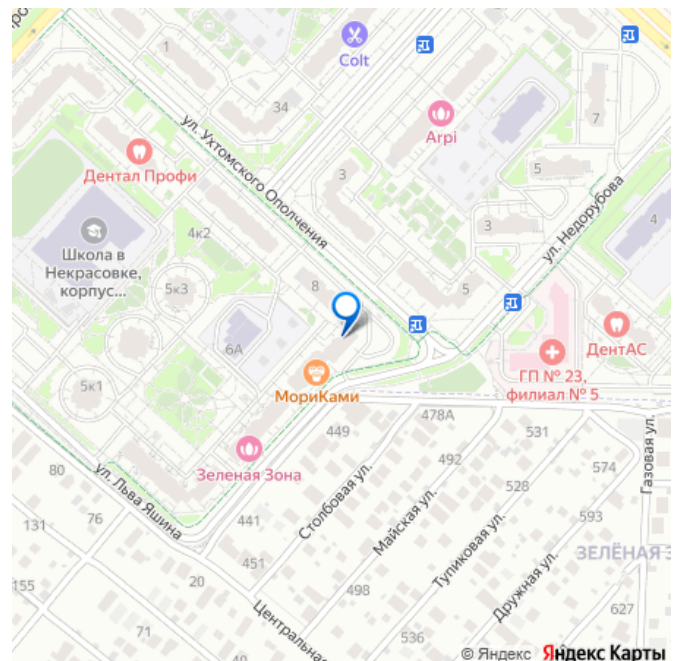 1
Colt
34
7
ул. Ухтомского Ополчения
Arpi
Дентал Профи
3
5
ул. Недорубова
4к2
3
4
Школа в
Некрасовке,
корпус...
5к3
8
5
6А
ДентАС
ГП № 23,
филиал № 5
5к1
МориКами
449
478А
531
Газовая ул.
Зеленая Зона
492
574
80
ул. Льва Яшина
Столбовая ул.
Майская ул.
528
76
441
593
131
Тупиковая ул.
ЗЕЛЁНАЯ З
451
Дружная ул.
155
20
498
627
Центральная
71
536
© Яндекс Яндекс Карты